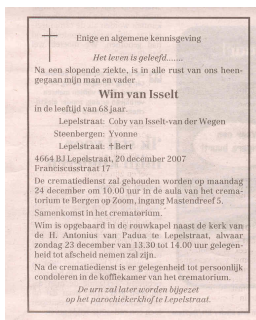 Enige en algemene kennisgeving
Het leven is geleefd.......
Na een slopende ziekte, is in alle rust van ons heen-
gegaan mijn man en vader
Wim van Isselt
in de leeftijd van 68 jaar.
Lepelstraat: Coby van Isselt-van der Wegen
Steenbergen: Yvonne
Lepelstraat: ✝Bert
4664 BJ Lepelstraat, 20 december 2007
Franciscusstraat 17
De crematiedienst zal gehouden worden op maandag
24 december om 10.00 uur in de aula van het crema-
torium te Bergen op Zoom, ingang Mastendreef 5.
Samenkomst in het crematorium.
Wim is opgebaard in de rouwkapel naast de kerk van
de H. Antonius van Padua te Lepelstraat, alwaar
zondag 23 december van 13.30 tot 14.00 uur gelegen-
heid tot afscheid nemen zal zijn.
Na de crematiedienst is er gelegenheid tot persoonlijk
condoleren in de koffiekamer van het crematorium.
De urn zal later worden bijgezet
op het parochiekerkhof te Lepelstraat.